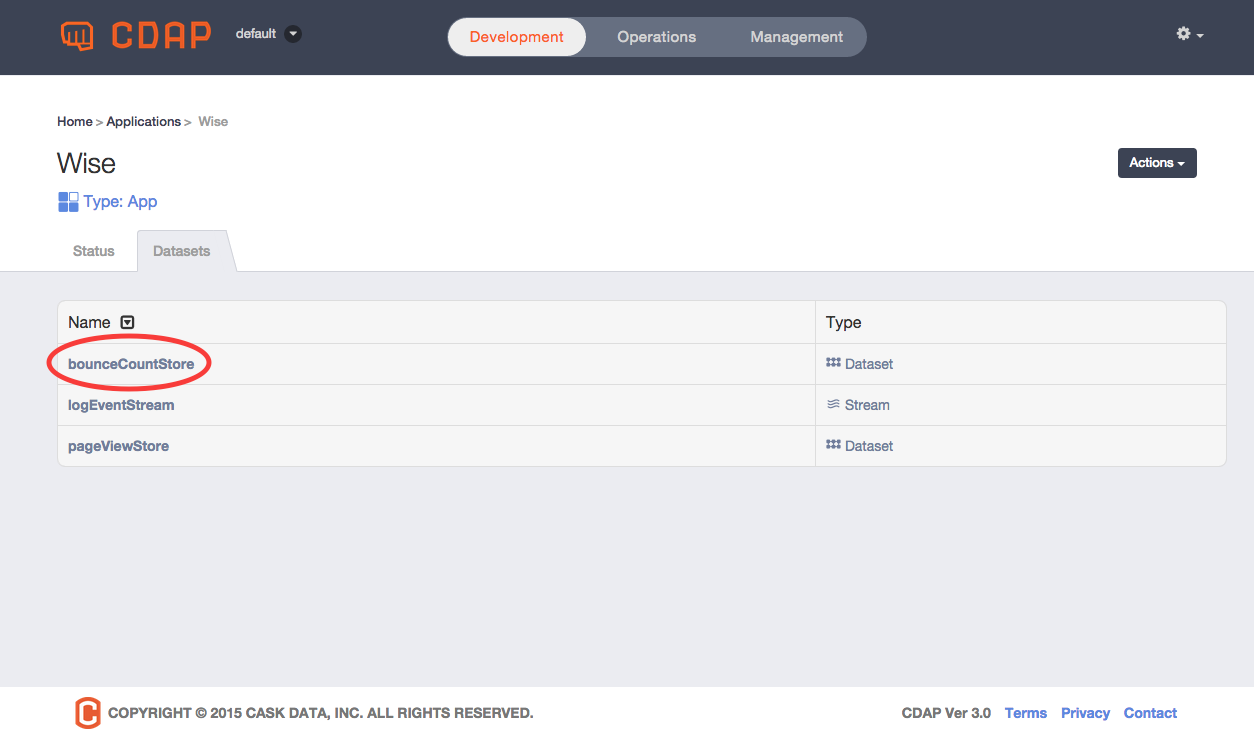 CDAP default Development Operations Management
Home > Applications > Wise
Wise
Actions
Type: App
Status Datasets
Name Type
bounceCountStore Dataset
logEventStream Stream
pageViewStore Dataset
COPYRIGHT © 2015 CASK DATA, INC. ALL RIGHTS RESERVED. CDAP Ver 3.0 Terms Privacy Contact